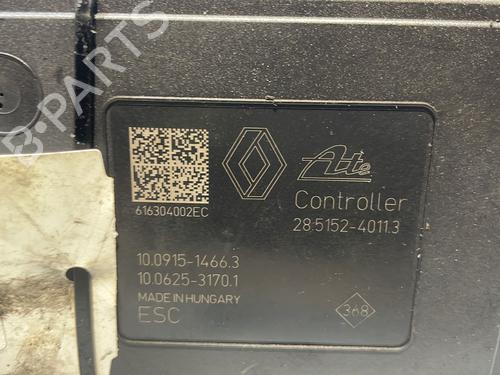 B-PARTS
616304002EC
Ate
Controller
28.5152-4011.3
10.0915-1466.3
10.0625-3170.1
MADE IN HUNGARY
ESC
368